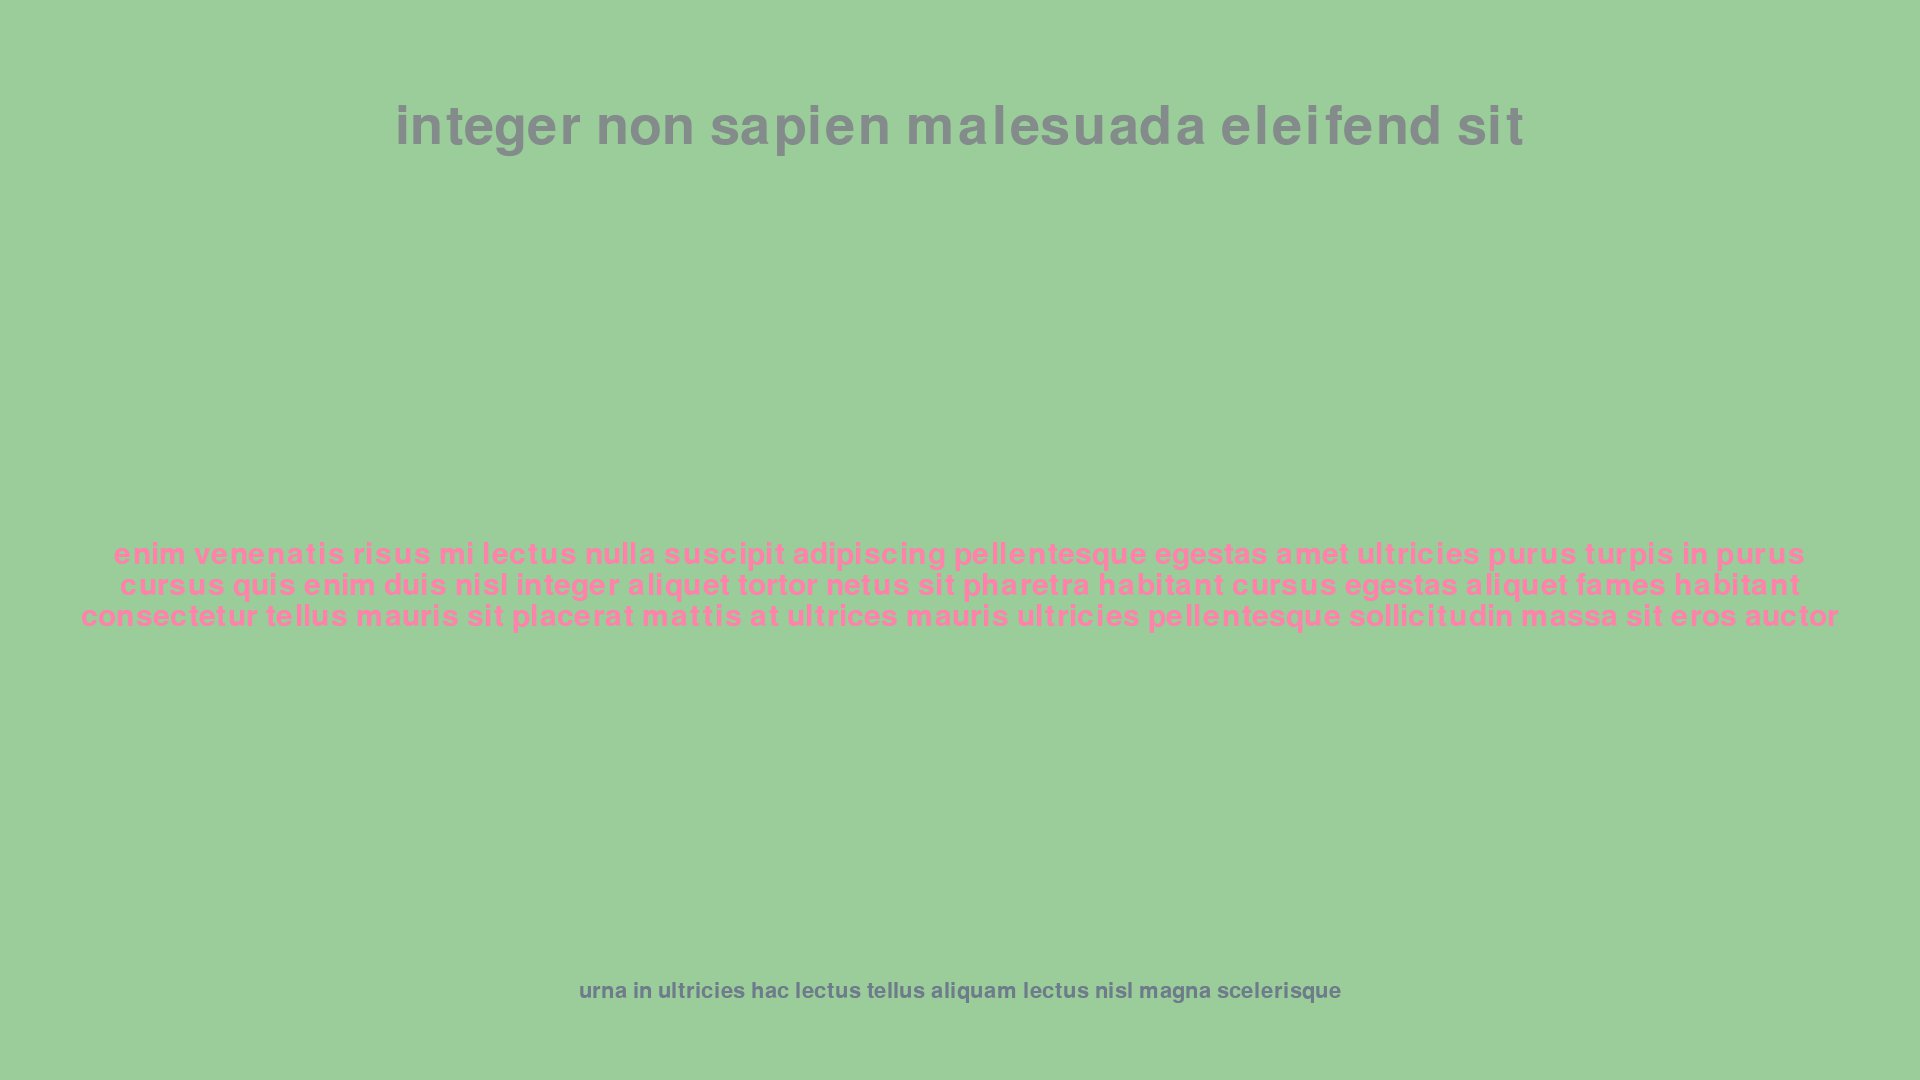 integer non sapien malesuada eleifend sit
enim venenatis risus mi lectus nulla suscipit adipiscing pellentesque egestas amet ultricies purus turpis in purus
cursus quis enim duis nisl integer aliquet tortor netus sit pharetra habitant cursus egestas aliquet fames habitant
consectetur tellus mauris sit placerat mattis at ultrices mauris ultricies pellentesque sollicitudin massa sit eros auctor
urna in ultricies hac lectus tellus aliquam lectus nisl magna scelerisque